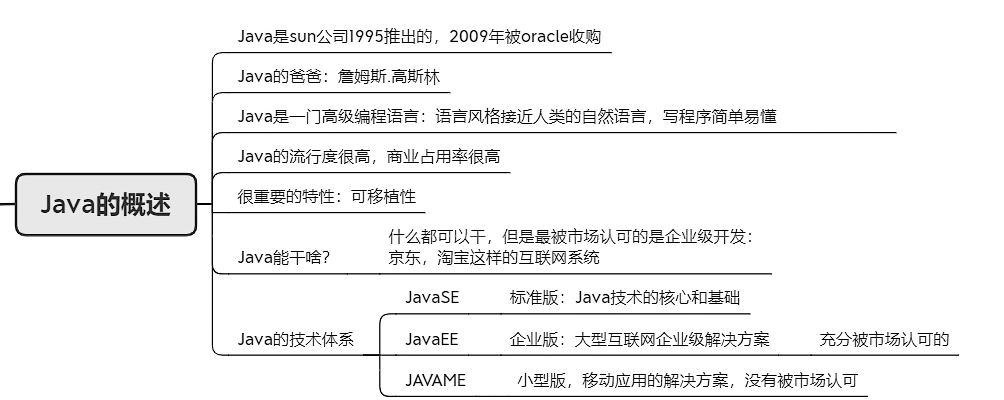 Java是sun公司1995推出的，2009年被oracle收购
Java的爸爸：詹姆斯.高斯林
Java是一门高级编程语言：语言风格接近人类的自然语言，写程序简单易懂
Java的流行度很高，商业占用率很高
Java的概述
很重要的特性：可移植性
什么都可以干，但是最被市场认可的是企业级开发：
Java能干啥？
京东，淘宝这样的互联网系统
JavaSE 标准版：Java技术的核心和基础
Java的技术体系
JavaEE 企业版：大型互联网企业级解决方案 充分被市场认可的
JAVAME 小型版，移动应用的解决方案，没有被市场认可